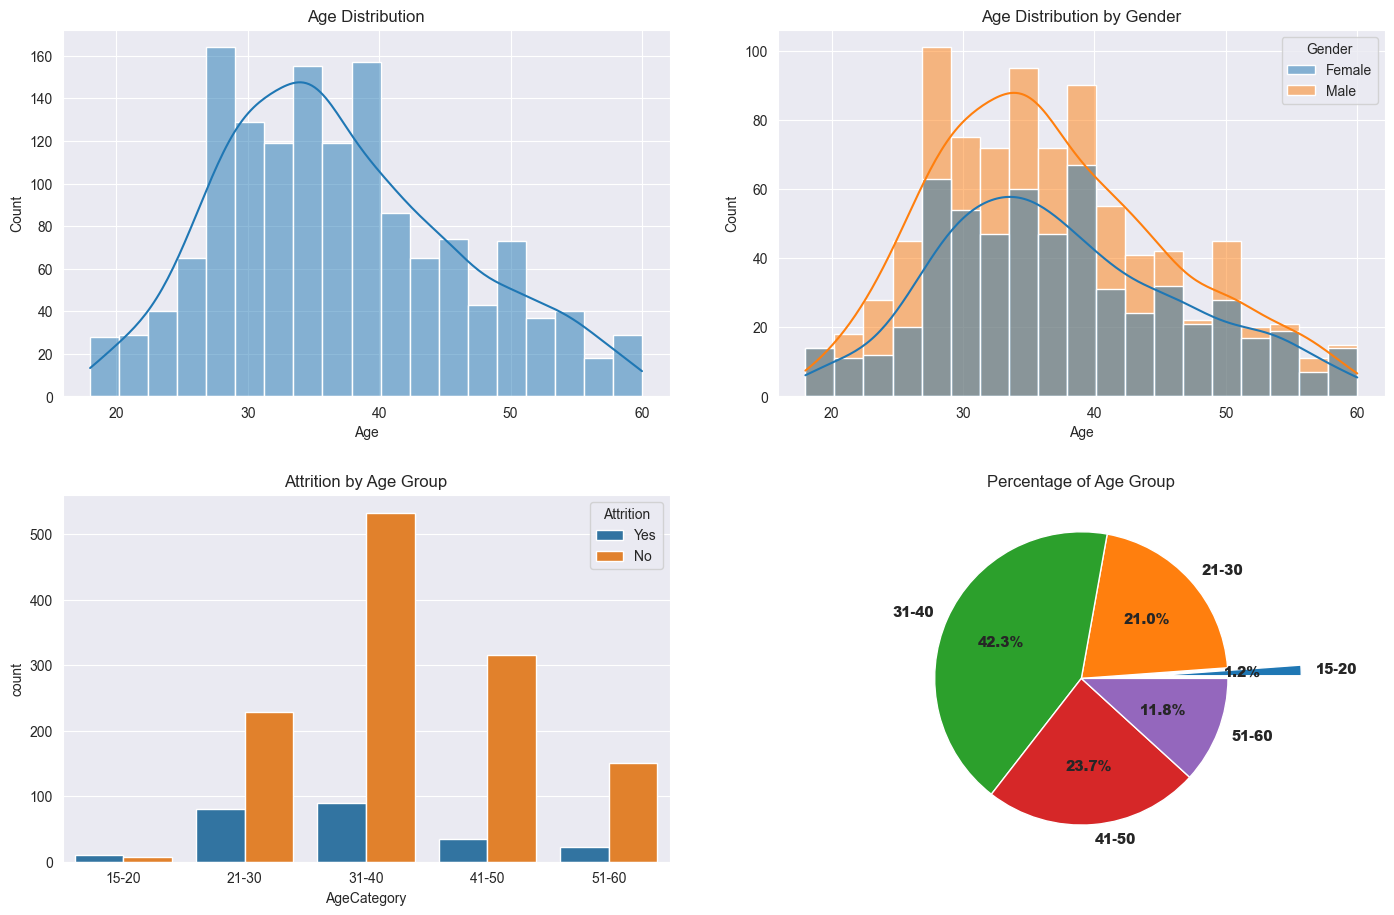 Age Distribution
160
140
120
100
80
60
40
20
0
Count
20
30
40
50
60
Age
Age Distribution by Gender
100
80
60
40
20
0
Count
20
30
40
50
60
Age
Gender
Female
Male
Attrition by Age Group
500
400
300
200
100
0
count
15-20
21-30
31-40
41-50
51-60
AgeCategory
Attrition
Yes
No
Percentage of Age Group
21-30
31-40
21.0%
42.3%
1.2%
15-20
11.8%
51-60
23.7%
41-50